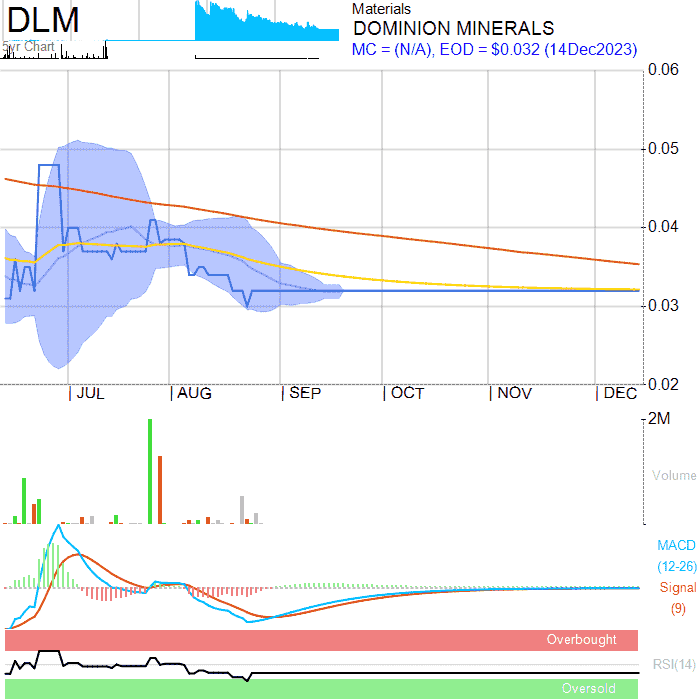 DLM
5yr Chart
Materials
DOMINION MINERALS
MC = (N/A), EOD = $0.032 (14Dec2023)
0.06
0.05
0.04
0.03
0.02
JUL
AUG
SEP
OCT
NOV
DEC
2M
Volume
MACD
(12-26)
Signal
(9)
Overbought
RSI(14)
Oversold